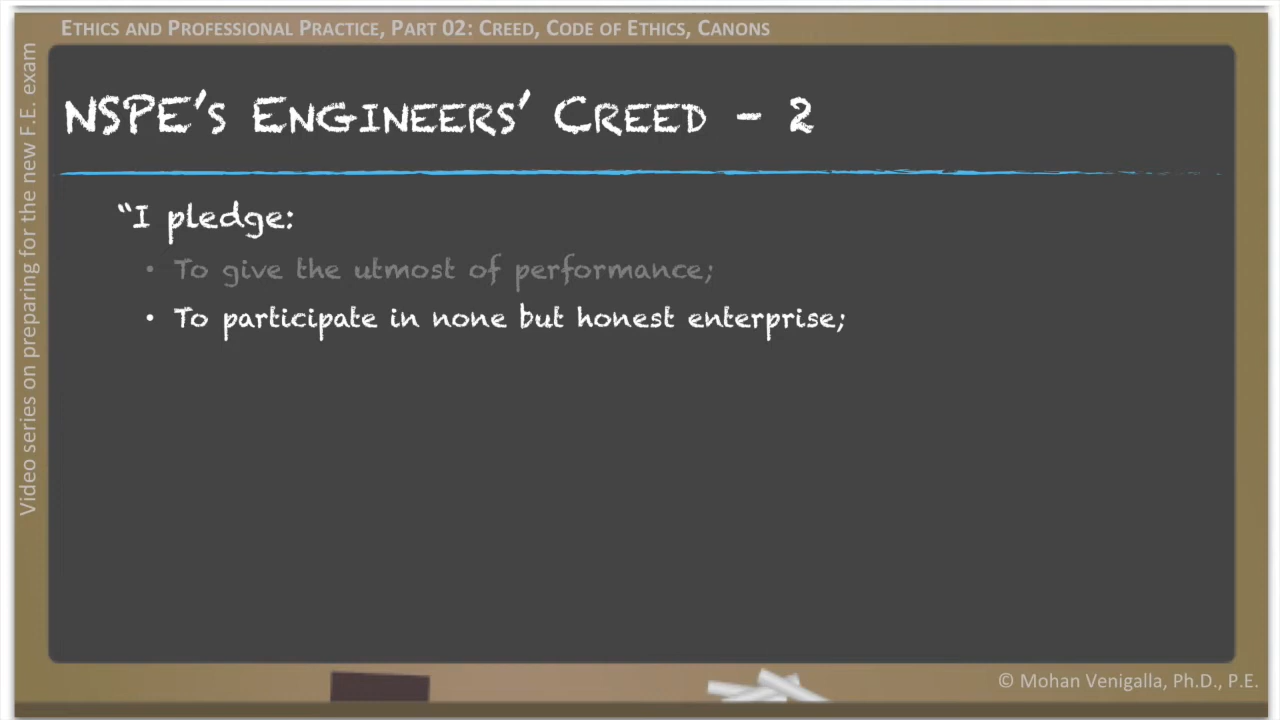 ETHICS AND PROFESSIONAL PRACTICE, PART 02: CREED, CODE OF ETHICS, CANONS
Video series on preparing for the new F.E. exam
NSPE'S ENGINEERS' CREED - 2
“I pledge:
• To give the utmost of performance;
• To participate in none but honest enterprise;
© Mohan Venigalla, Ph.D., P.E.